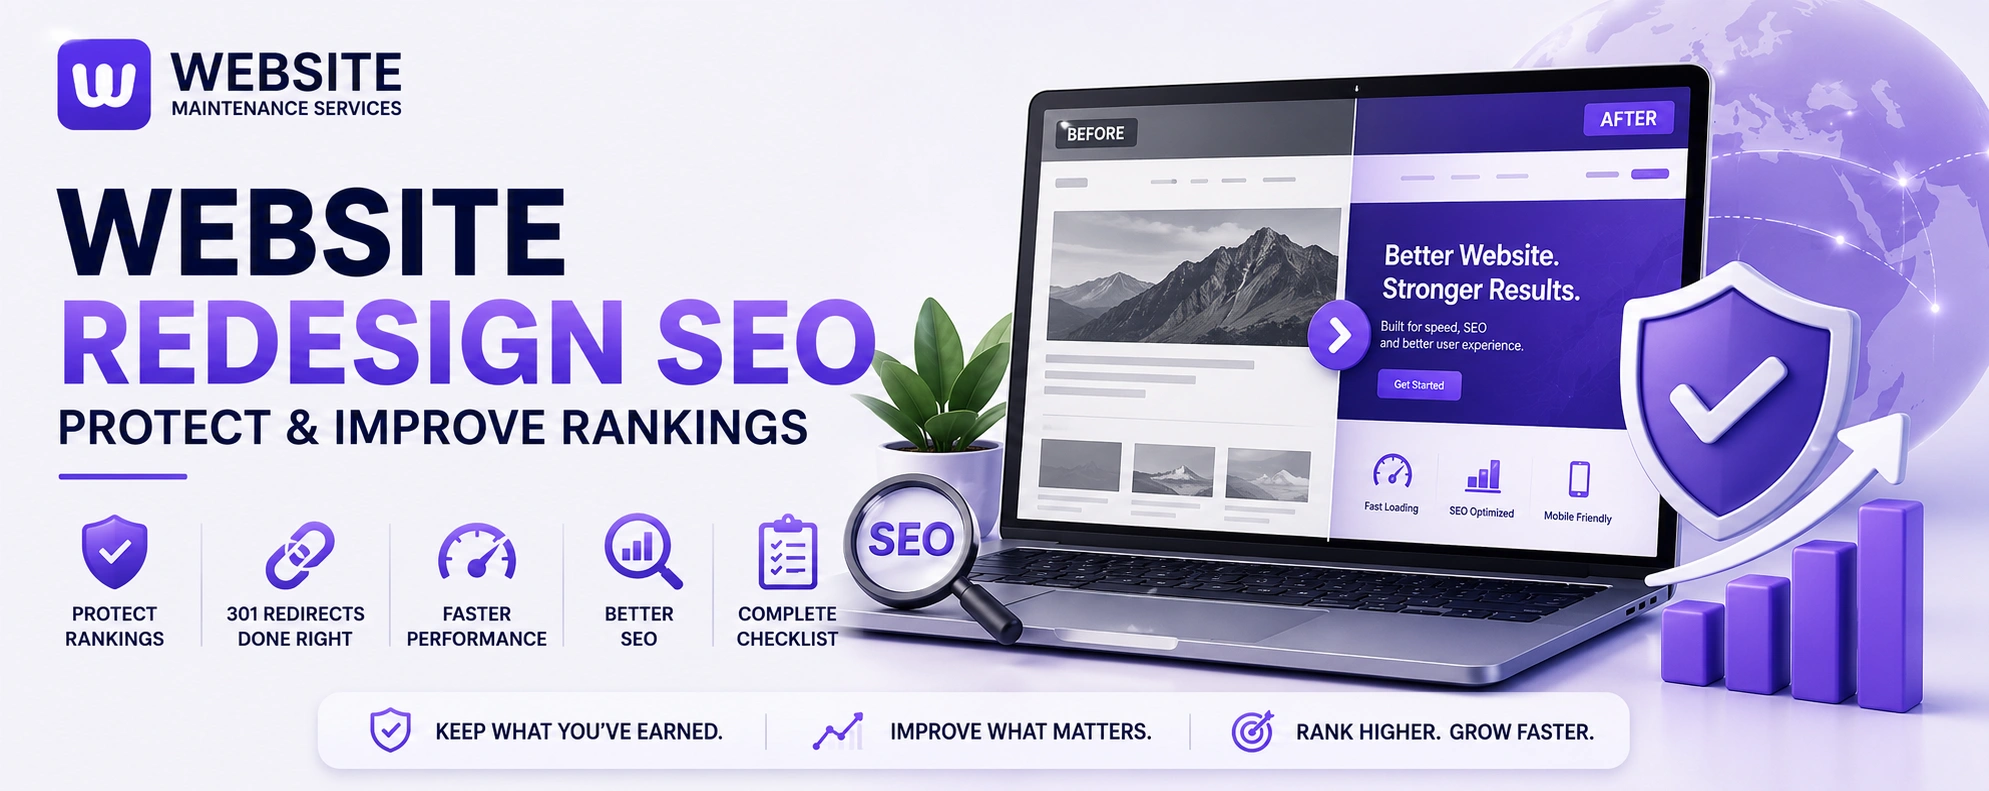 WEBSITE
MAINTENANCE SERVICES
WEBSITE
REDESIGN SEO
PROTECT & IMPROVE RANKINGS
PROTECT
RANKINGS
301 REDIRECTS
DONE RIGHT
FASTER
PERFORMANCE
BETTER
SEO
COMPLETE
CHECKLIST
SEO
BEFORE
AFTER
Better Website.
Stronger Results.
Built for speed, SEO
and better user experience.
Get Started
Fast Loading
SEO Optimized
Mobile Friendly
KEEP WHAT YOU'VE EARNED.
IMPROVE WHAT MATTERS.
RANK HIGHER. GROW FASTER.